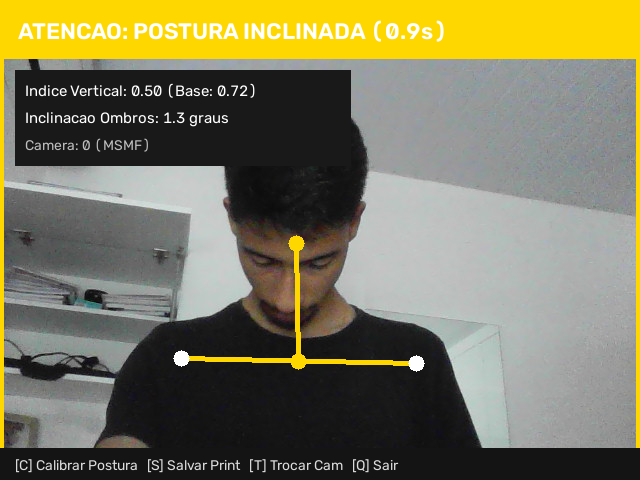 ATENCAO: POSTURA INCLINADA (0.9s)
Indice Vertical: 0.50 (Base: 0.72)
Inclinacao Ombros: 1.3 graus
Camera: 0 (MSMF)
[C] Calibrar Postura [S] Salvar Print [T] Trocar Cam [Q] Sair